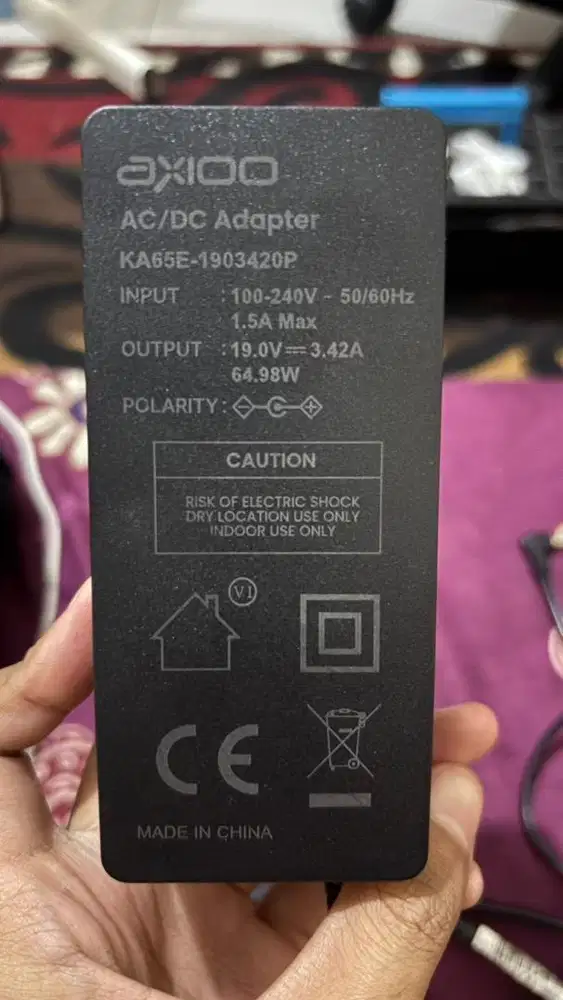 axioo
AC/DC Adapter
KA65E-1903420P
INPUT : 100-240V ~ 50/60Hz
1.5A Max
OUTPUT : 19.0V⎓3.42A
64.98W
POLARITY :
CAUTION
RISK OF ELECTRIC SHOCK
DRY LOCATION USE ONLY
INDOOR USE ONLY
VI
CE
MADE IN CHINA